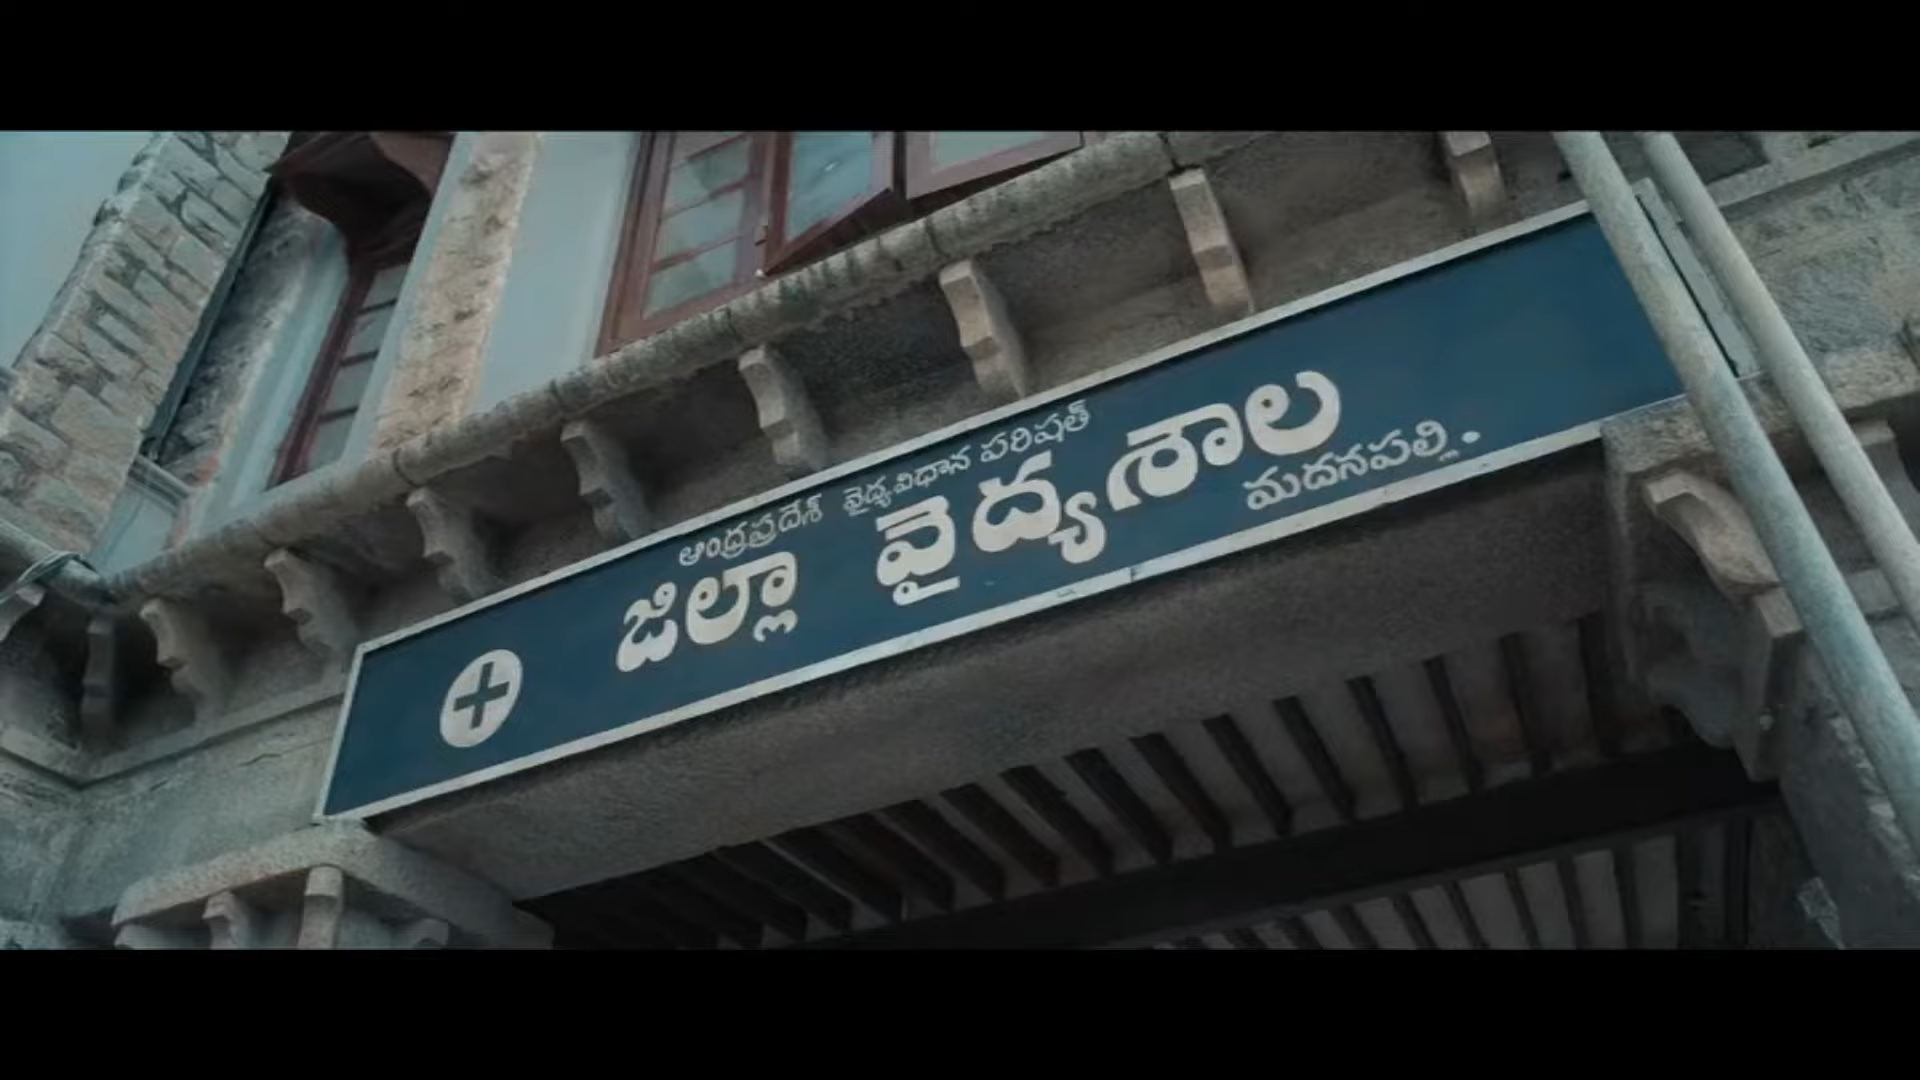 ఆంధ్రప్రదేశ్ వైద్యవిధాన పరిషత్
జిల్లా వైద్యశాల
మదనపల్లి.